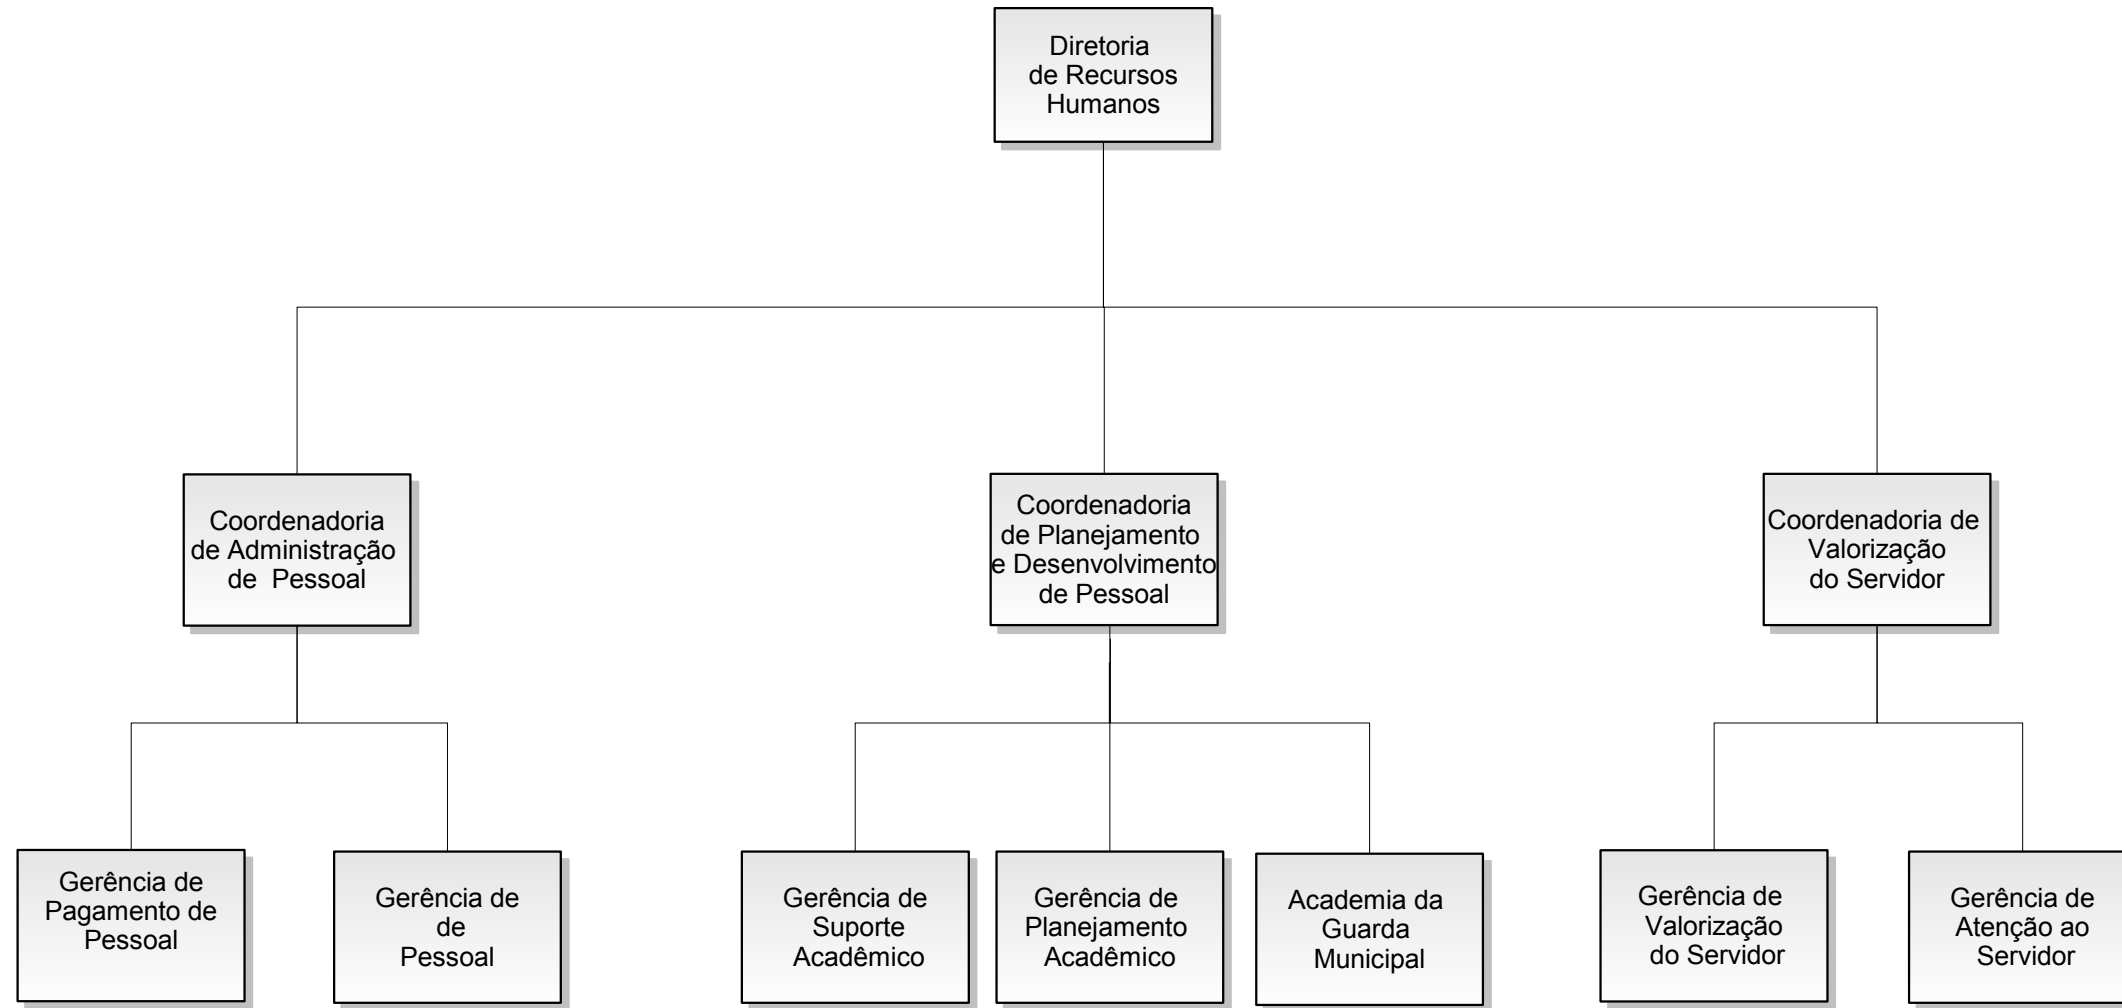 Diretoria
de Recursos
Humanos
Coordenadoria
de Administração
de Pessoal
Coordenadoria
de Planejamento
e Desenvolvimento
de Pessoal
Coordenadoria de
Valorização
do Servidor
Gerência de
Pagamento de
Pessoal
Gerência de
de
Pessoal
Gerência de
Suporte
Acadêmico
Gerência de
Planejamento
Acadêmico
Academia da
Guarda
Municipal
Gerência de
Valorização
do Servidor
Gerência de
Atenção ao
Servidor